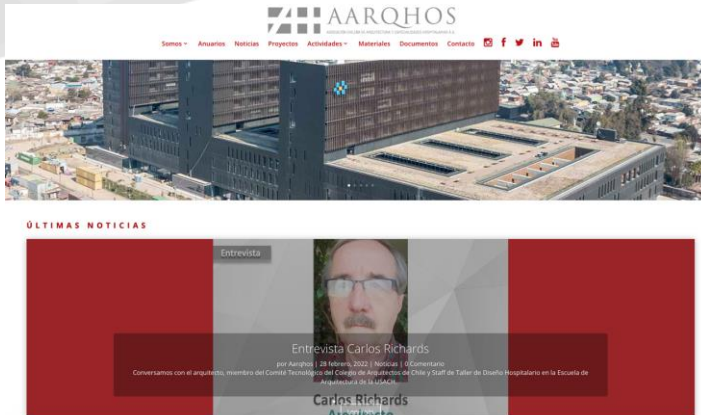 AARQHOS
Somos Anuarios Noticias Proyectos Actividades Materiales Documentos Contacto
ÚLTIMAS NOTICIAS
Entrevista
Entrevista Carlos Richards
por Aarqhos | 28 febrero, 2022 | Noticias | 0 Comentario
Conversamos con el arquitecto, miembro del Comité Tecnológico del Colegio de Arquitectos de Chile y Staff de Taller de Diseño Hospitalario en la Escuela de
Arquitectura de la USACH.
Carlos Richards
Arquitecto